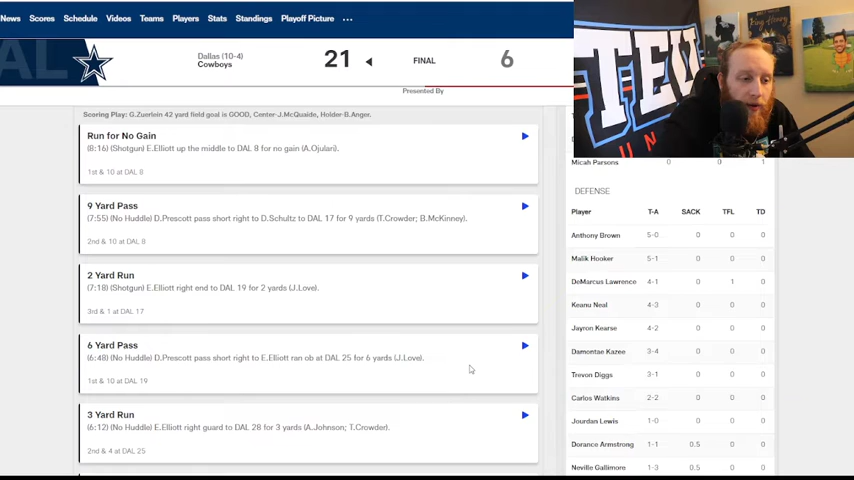 News Scores Schedule Videos Teams Players Stats Standings Playoff Picture ...
Dallas (10-4)
Cowboys
21
FINAL
6
Presented By
Scoring Play: G.Zuerlein 42 yard field goal is GOOD, Center-J.McQuaide, Holder-B.Anger.
Run for No Gain
(8:16) (Shotgun) E.Elliott up the middle to DAL 8 for no gain (A.Ojulari).
1st & 10 at DAL 8
9 Yard Pass
(7:55) (No Huddle) D.Prescott pass short right to D.Schultz to DAL 17 for 9 yards (T.Crowder; B.McKinney).
2nd & 10 at DAL 8
2 Yard Run
(7:18) (Shotgun) E.Elliott right end to DAL 19 for 2 yards (J.Love).
3rd & 1 at DAL 17
6 Yard Pass
(6:48) (No Huddle) D.Prescott pass short right to E.Elliott ran ob at DAL 25 for 6 yards (J.Love).
1st & 10 at DAL 19
3 Yard Run
(6:12) (No Huddle) E.Elliott right guard to DAL 28 for 3 yards (A.Johnson; T.Crowder).
2nd & 4 at DAL 25
Micah Parsons 0 0 1
DEFENSE
Player T-A SACK TFL TD
Anthony Brown 5-0 0 0 0
Malik Hooker 5-1 0 0 0
DeMarcus Lawrence 4-1 0 1 0
Keanu Neal 4-3 0 0 0
Jayron Kearse 4-2 0 0 0
Damontae Kazee 3-4 0 0 0
Trevon Diggs 3-1 0 0 0
Carlos Watkins 2-2 0 0 0
Jourdan Lewis 1-0 0 0 0
Dorance Armstrong 1-1 0.5 0 0
Neville Gallimore 1-3 0.5 0 0